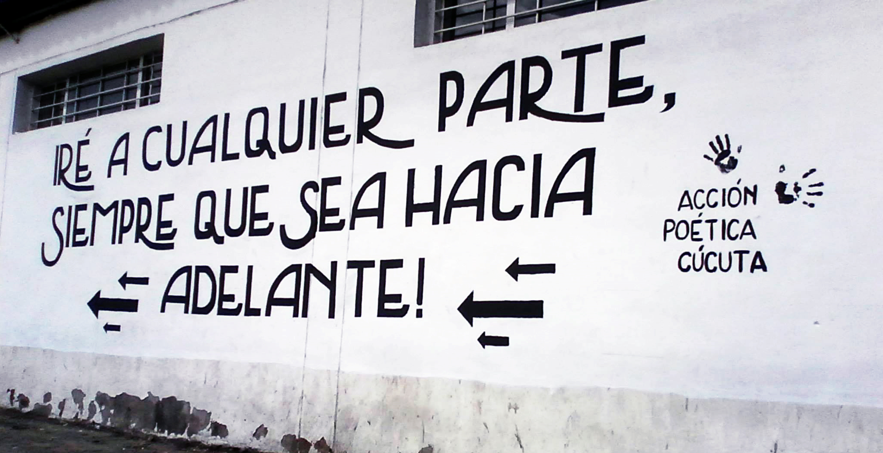 IRÉ A CUALQUIER PARTE,
SIEMPRE QUE SEA HACIA
ADELANTE!
ACCIÓN
POÉTICA
CÚCUTA